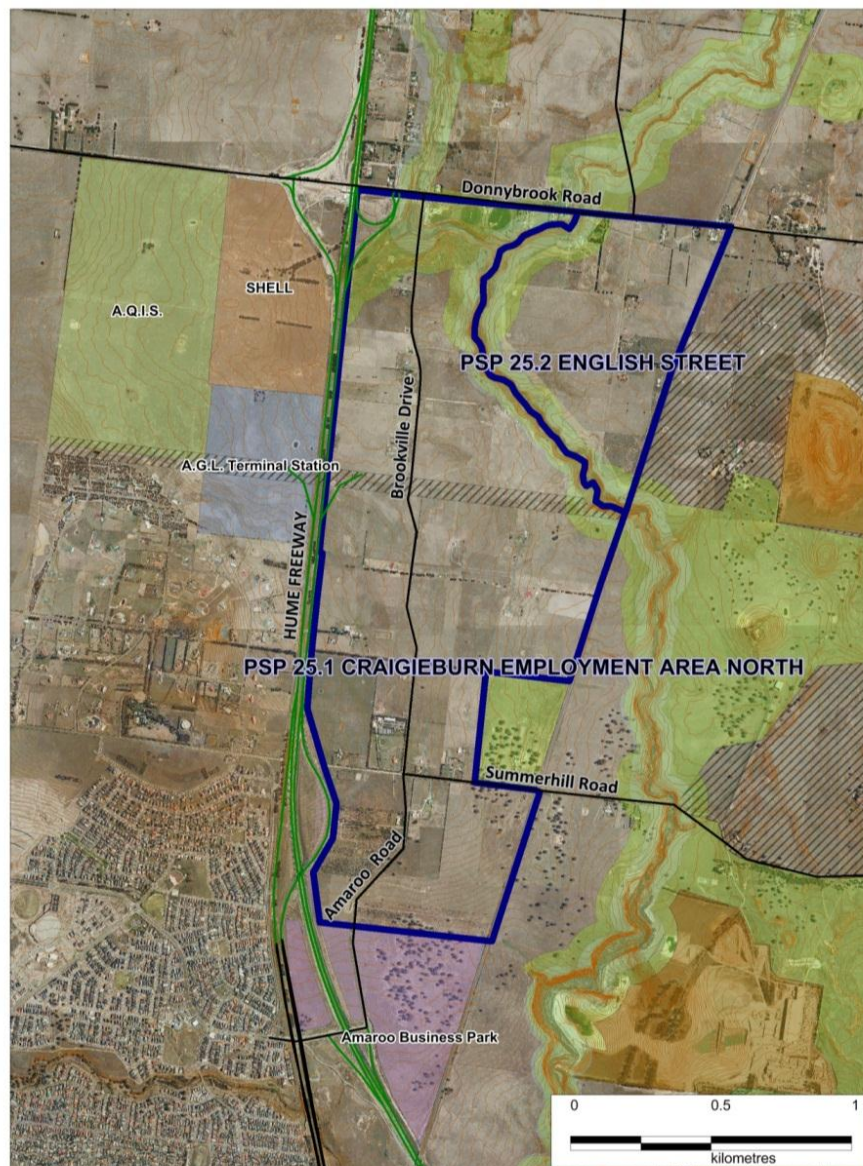 Donnybrook Road
SHELL
A.Q.I.S.
PSP 25.2 ENGLISH STREET
Brookville Drive
A.G.L. Terminal Station
HUME FREEWAY
PSP 25.1 CRAIGIEBURN EMPLOYMENT AREA NORTH
Summerhill Road
Amaroo Road
Amaroo Business Park
0 0.5 1
kilometres